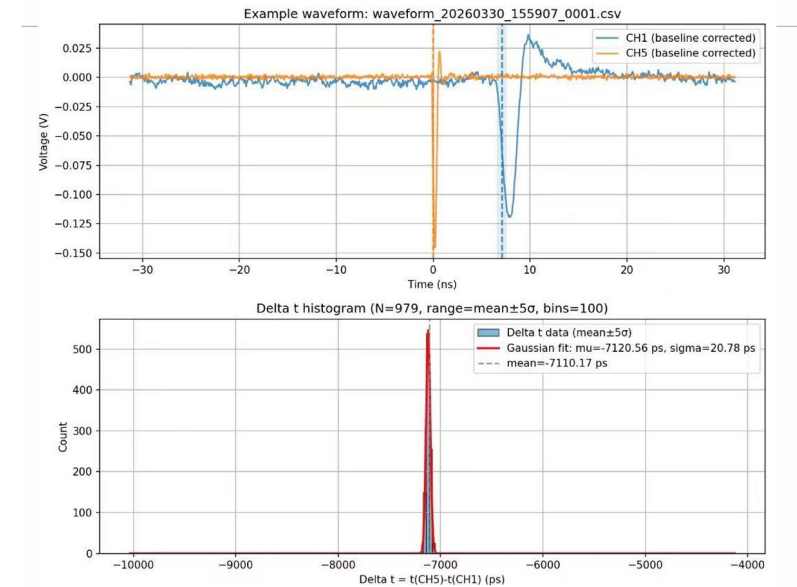 Example waveform: waveform_20260330_155907_0001.csv
CH1 (baseline corrected)
CH5 (baseline corrected)
0.025
0.000
−0.025
−0.050
−0.075
−0.100
−0.125
−0.150
Voltage (V)
−30
−20
−10
0
10
20
30
Time (ns)
Delta t histogram (N=979, range=mean±5σ, bins=100)
Delta t data (mean±5σ)
Gaussian fit: mu=-7120.56 ps, sigma=20.78 ps
mean=-7110.17 ps
500
400
300
200
100
0
Count
−10000
−9000
−8000
−7000
−6000
−5000
−4000
Delta t = t(CH5)-t(CH1) (ps)